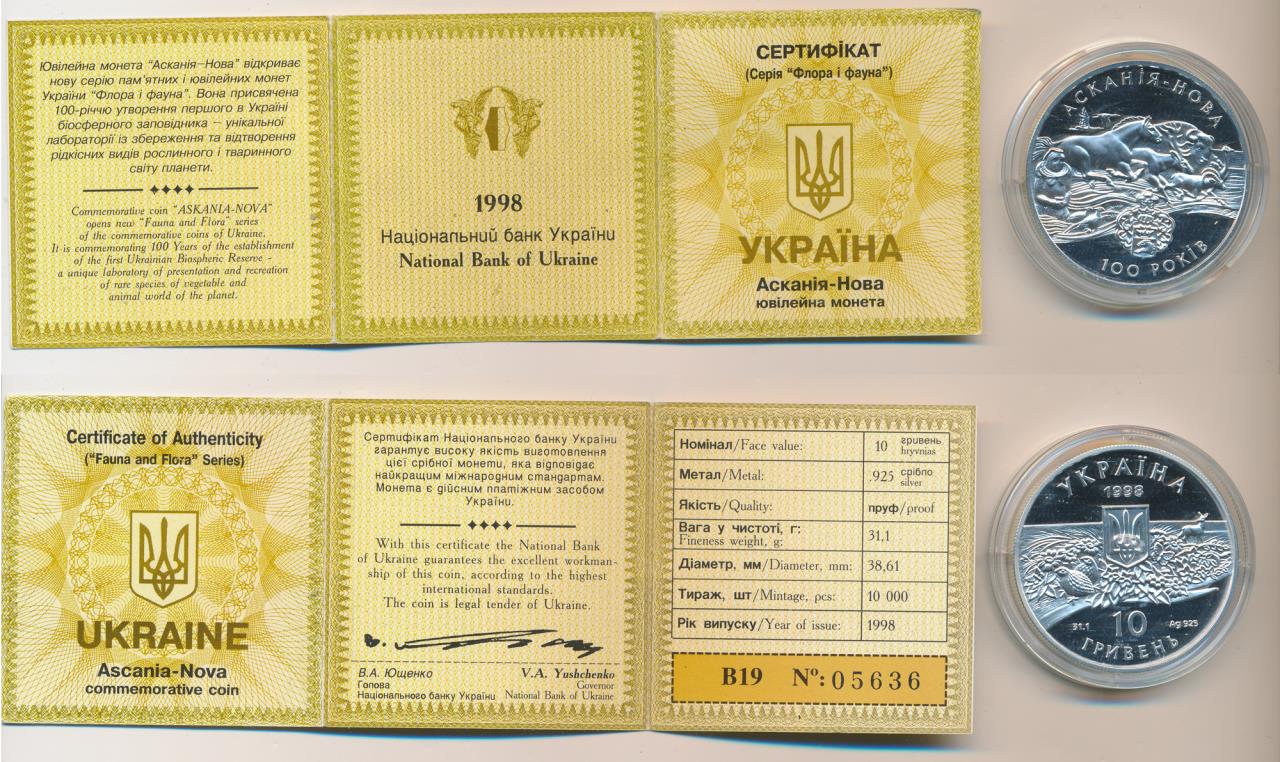 Ювілейна монета “Асканія–Нова” відкриває
нову серію пам’ятних і ювілейних монет
України “Флора і фауна”. Вона присвячена
100-річчю утворення першого в Україні
біосферного заповідника – унікальної
лабораторії із збереження та відтворення
рідкісних видів рослинного і тваринного
світу планети.
Commemorative coin “ASKANIA-NOVA”
opens new “Fauna and Flora” series
of the commemorative coins of Ukraine.
It is commemorating 100 Years of the establishment
of the first Ukrainian Biospheric Reserve -
a unique laboratory of presentation and recreation
of rare species of vegetable and
animal world of the planet.
1998
Національний банк України
National Bank of Ukraine
СЕРТИФІКАТ
(Серія “Флора і фауна”)
УКРАЇНА
Асканія-Нова
ювілейна монета
АСКАНІЯ-НОВА
100 РОКІВ
Certificate of Authenticity
(“Fauna and Flora” Series)
UKRAINE
Ascania-Nova
commemorative coin
Сертифікат Національного банку України
гарантує високу якість виготовлення
цієї срібної монети, яка відповідає
найкращим міжнародним стандартам.
Монета є дійсним платіжним засобом
України.
With this certificate the National Bank
of Ukraine guarantees the excellent workman-
ship of this coin, according to the highest
international standards.
The coin is legal tender of Ukraine.
В.А. Ющенко V.A. Yushchenko
Голова Governor
Національного банку України National Bank of Ukraine
Номінал/Face value: 10 гривень hryvnias
Метал/Metal: .925 срібло silver
Якість/Quality: пруф/proof
Вага у чистоті, г:
Fineness weight, g: 31,1
Діаметр, мм/Diameter, mm: 38,61
Тираж, шт/Mintage, pcs: 10 000
Рік випуску/Year of issue: 1998
В19 №: 05636
УКРАЇНА
1998
31.1 10 Ag 925
ГРИВЕНЬ